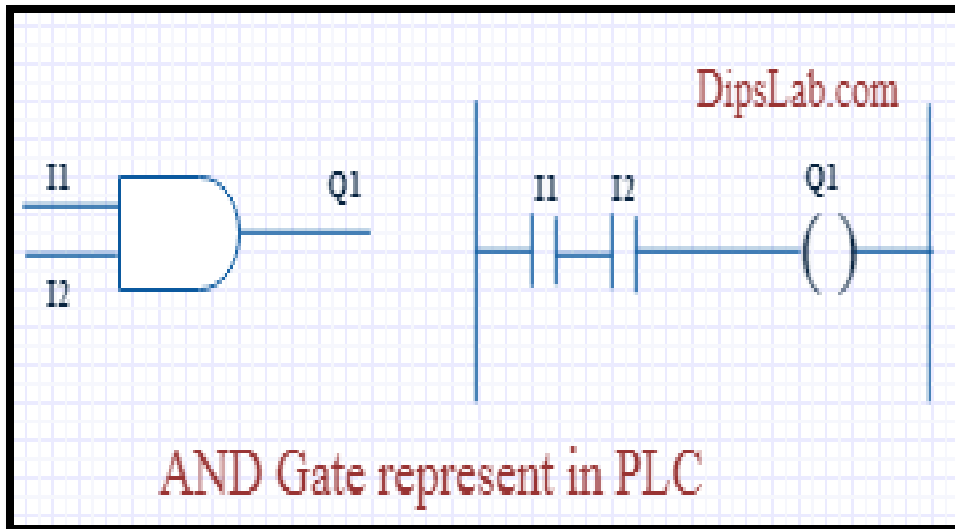 DipsLab.com
I1
I2
Q1
I1
I2
Q1
AND Gate represent in PLC